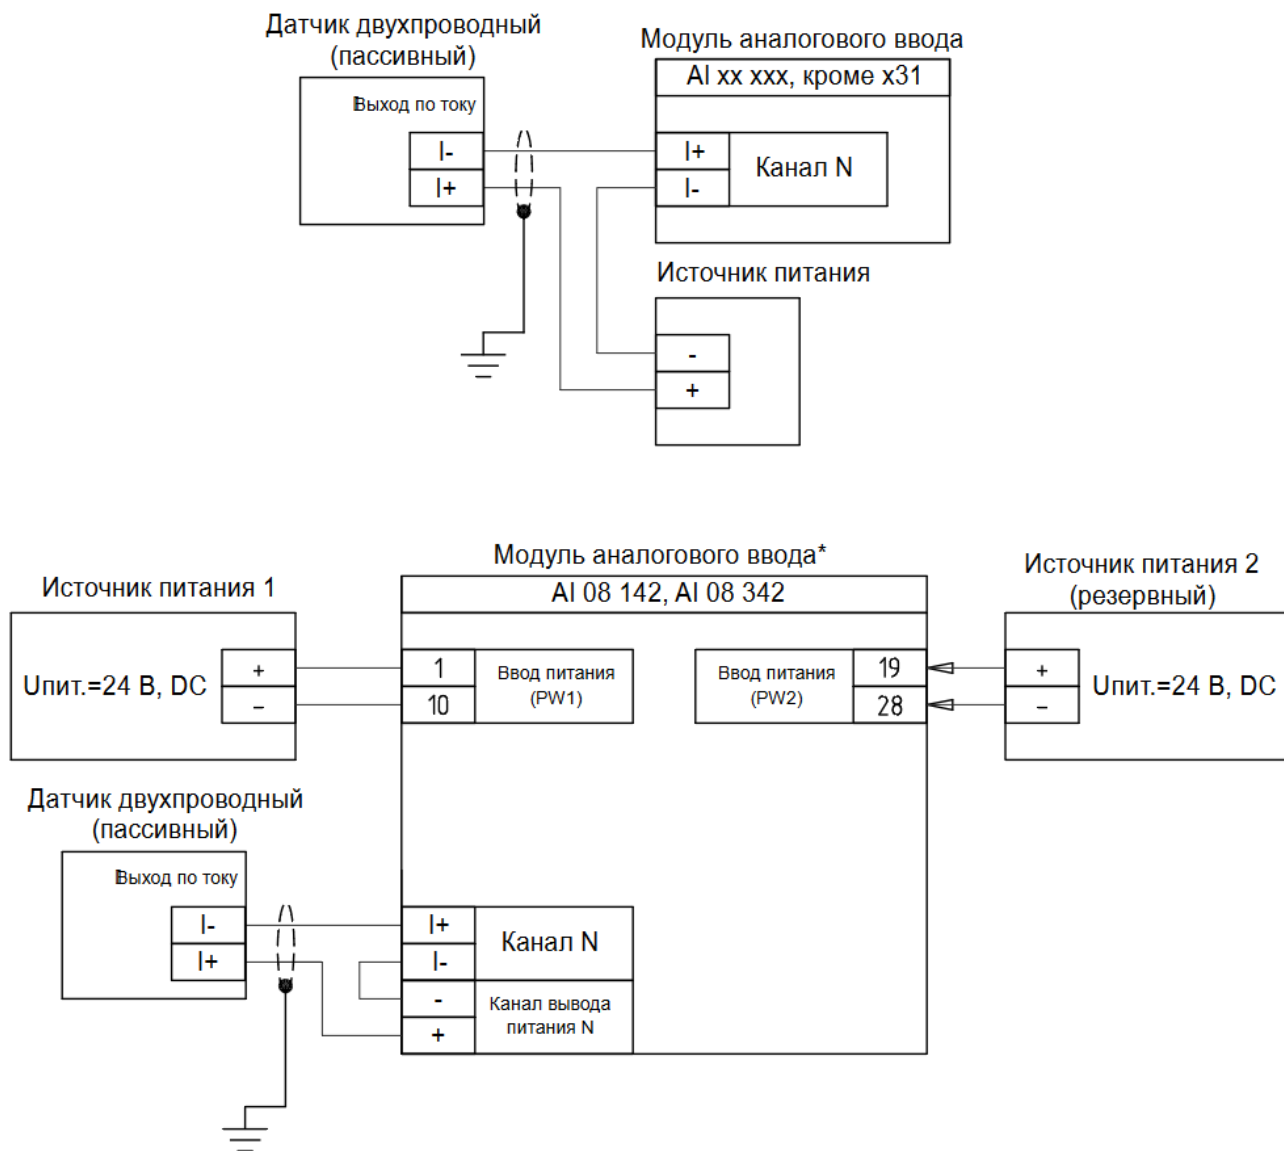 Датчик двухпроводный
(пассивный)
Модуль аналогового ввода
AI xx xxx, кроме x31
Выход по току
I-
I+
I+
I-
Канал N
Источник питания
-
+
Модуль аналогового ввода*
AI 08 142, AI 08 342
Источник питания 1
Uпит.=24 В, DC
+
–
1
10
Ввод питания
(PW1)
Ввод питания
(PW2)
19
28
Источник питания 2
(резервный)
+
–
Uпит.=24 В, DC
Датчик двухпроводный
(пассивный)
Выход по току
I-
I+
I+
I-
Канал N
-
+
Канал вывода
питания N